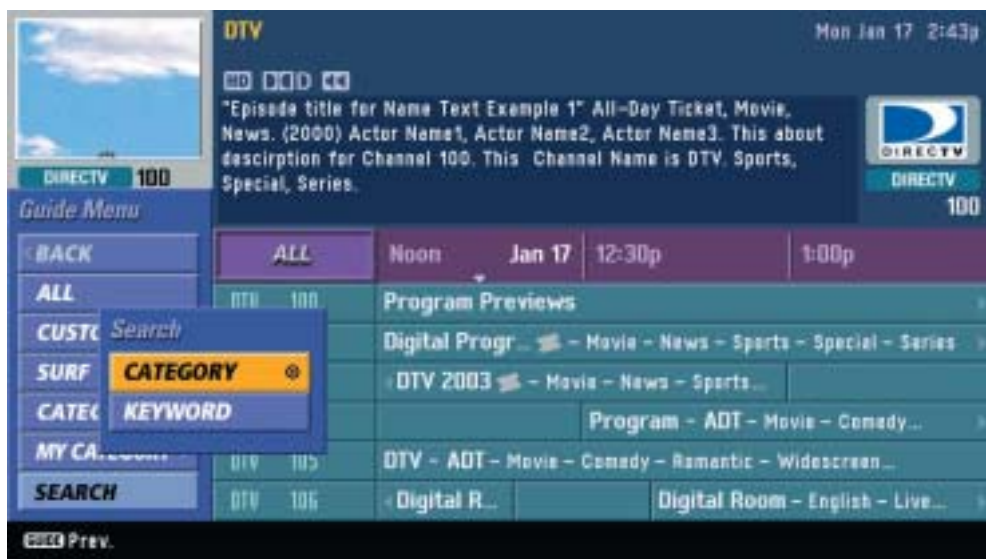 DTV
Mon Jan 17 2:43p
HD D
"Episode title for Name Text Example 1" All-Day Ticket, Movie,
News. (2000) Actor Name1, Actor Name2, Actor Name3. This about
descirption for Channel 100. This Channel Name is DTV. Sports,
Special, Series.
DIRECTV
DIRECTV
100
DIRECTV 100
Guide Menu
BACK
ALL
CUSTO
SURF
CATEG
MY CATEGORY
SEARCH
Search
CATEGORY
KEYWORD
ALL
Noon Jan 17 12:30p 1:00p
DTV 100 Program Previews
Digital Progr... - Movie - News - Sports - Special - Series
DTV 2003 - Movie - News - Sports...
Program - ADT - Movie - Comedy...
DTV 105 DTV - ADT - Movie - Comedy - Romantic - Widescreen...
DTV 106 Digital R... Digital Room - English - Live...
GUIDE Prev.